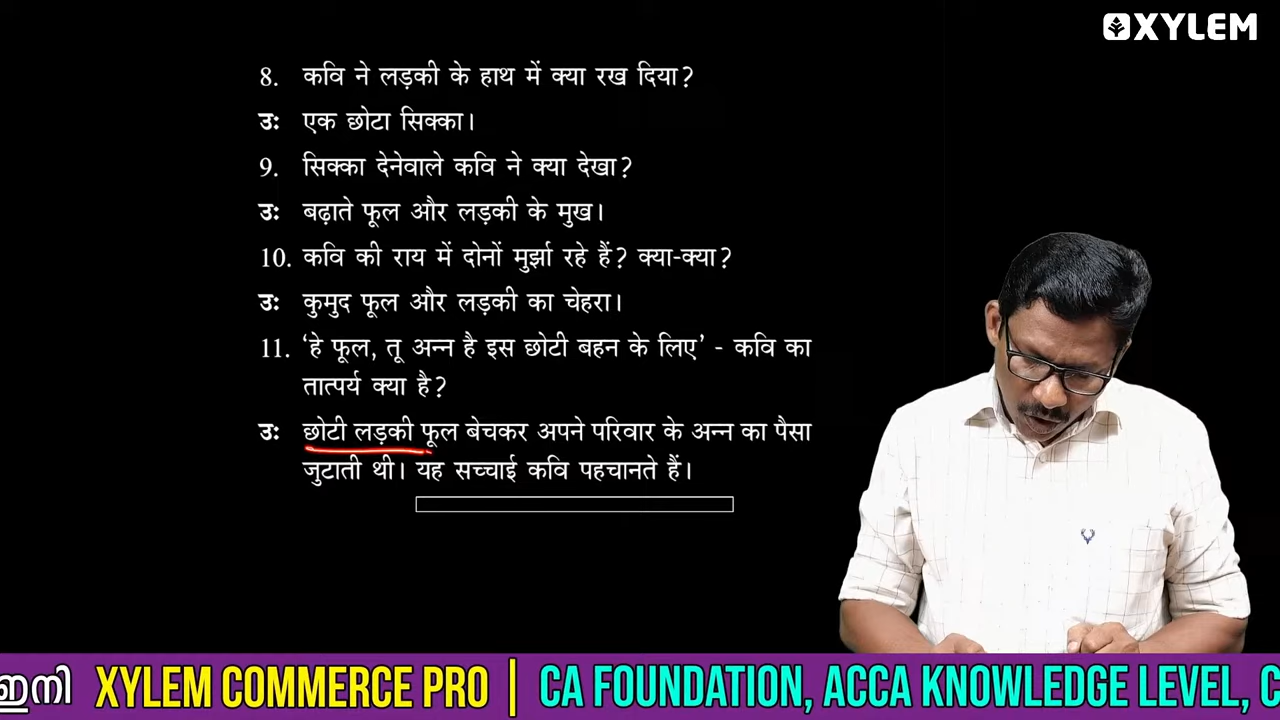 XYLEM
8. कवि ने लड़की के हाथ में क्या रख दिया?
उः एक छोटा सिक्का।
9. सिक्का देनेवाले कवि ने क्या देखा?
उः बढ़ाते फूल और लड़की के मुख।
10. कवि की राय में दोनों मुर्झा रहे हैं? क्या-क्या?
उः कुमुद फूल और लड़की का चेहरा।
11. 'हे फूल, तू अन्न है इस छोटी बहन के लिए' - कवि का
तात्पर्य क्या है?
उः छोटी लड़की फूल बेचकर अपने परिवार के अन्न का पैसा
जुटाती थी। यह सच्चाई कवि पहचानते हैं।
ഇനി XYLEM COMMERCE PRO | CA FOUNDATION, ACCA KNOWLEDGE LEVEL, C